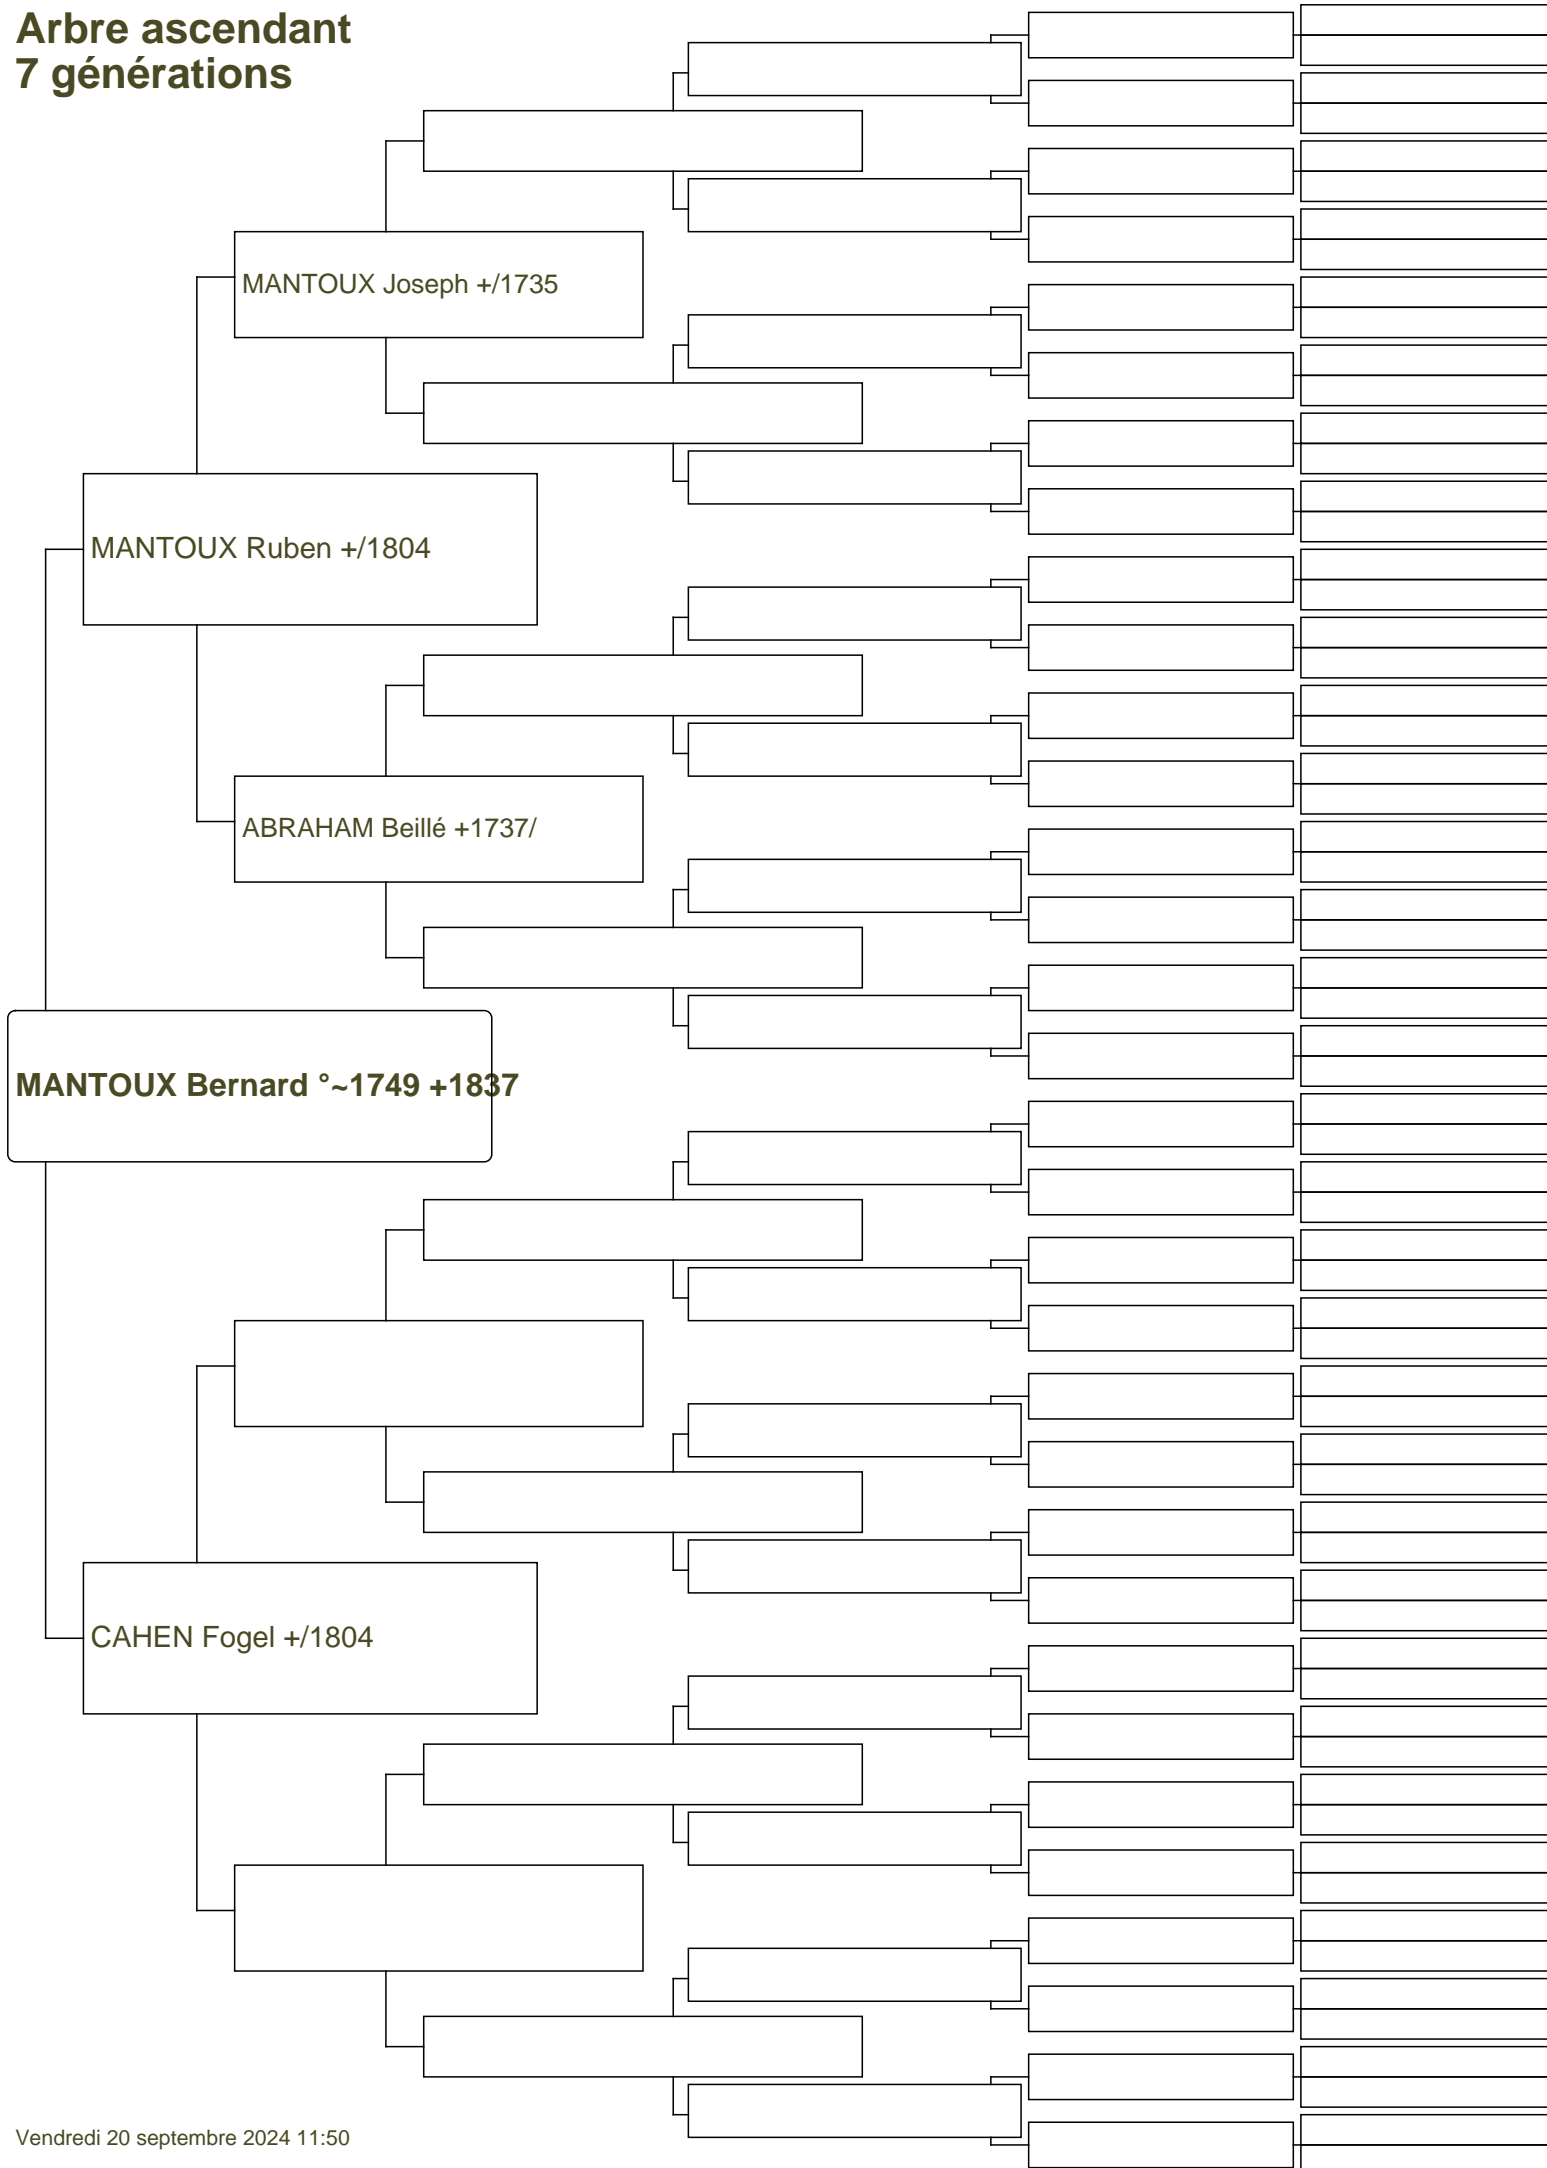 Arbre ascendant
7 générations
MANTOUX Joseph +/1735
MANTOUX Ruben +/1804
ABRAHAM Beillé +1737/
MANTOUX Bernard °~1749 +1837
CAHEN Fogel +/1804
Vendredi 20 septembre 2024 11:50